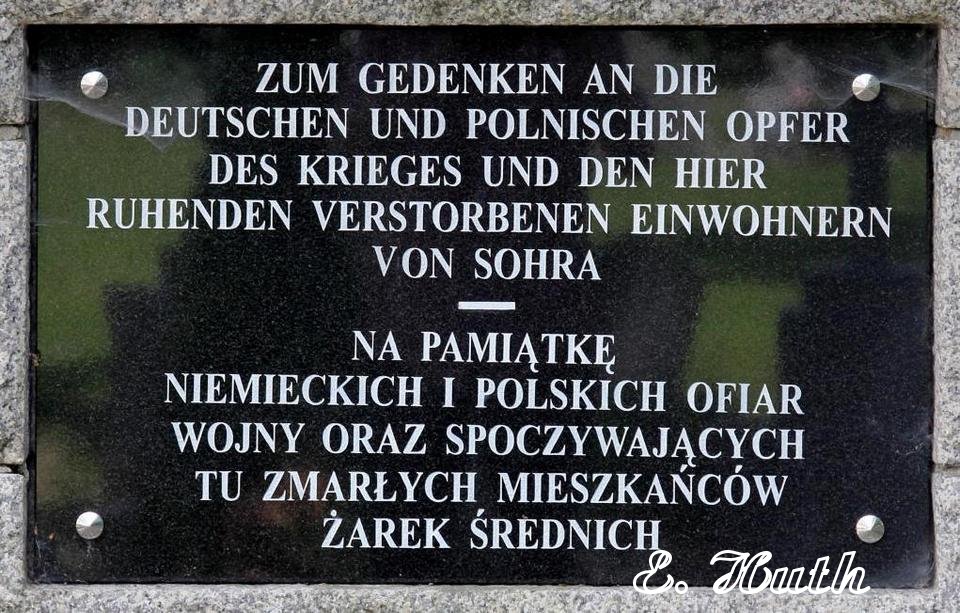 ZUM GEDENKEN AN DIE
DEUTSCHEN UND POLNISCHEN OPFER
DES KRIEGES UND DEN HIER
RUHENDEN VERSTORBENEN EINWOHNERN
VON SOHRA
NA PAMIĄTKĘ
NIEMIECKICH I POLSKICH OFIAR
WOJNY ORAZ SPOCZYWAJĄCYCH
TU ZMARŁYCH MIESZKAŃCÓW
ŻAREK ŚREDNICH
E. Huth